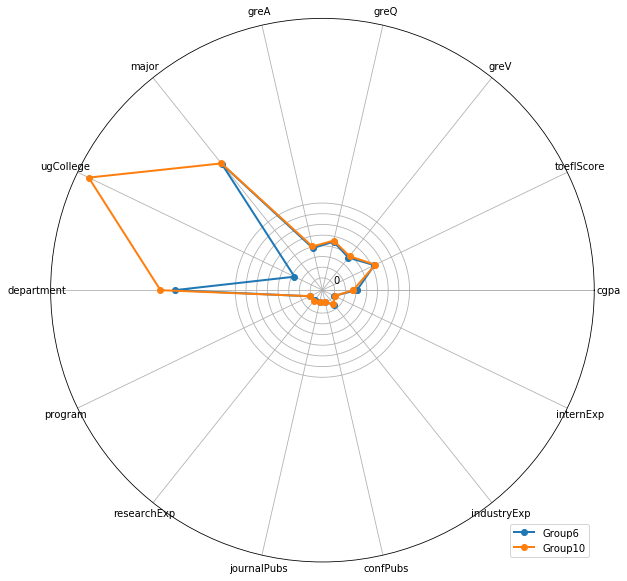 greA
greQ
major
greV
ugCollege
toeflScore
0
department
cgpa
program
internExp
researchExp
industryExp
journalPubs
confPubs
Group6
Group10